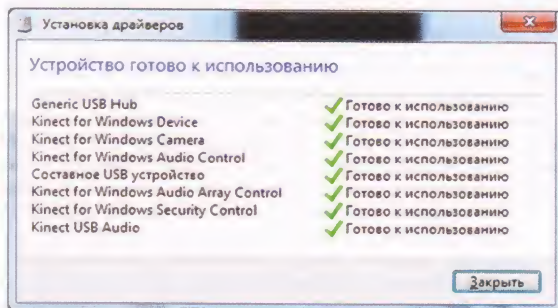 Установка драйверов
Устройство готово к использованию
Generic USB Hub Готово к использованию
Kinect for Windows Device Готово к использованию
Kinect for Windows Camera Готово к использованию
Kinect for Windows Audio Control Готово к использованию
Составное USB устройство Готово к использованию
Kinect for Windows Audio Array Control Готово к использованию
Kinect for Windows Security Control Готово к использованию
Kinect USB Audio Готово к использованию
Закрыть